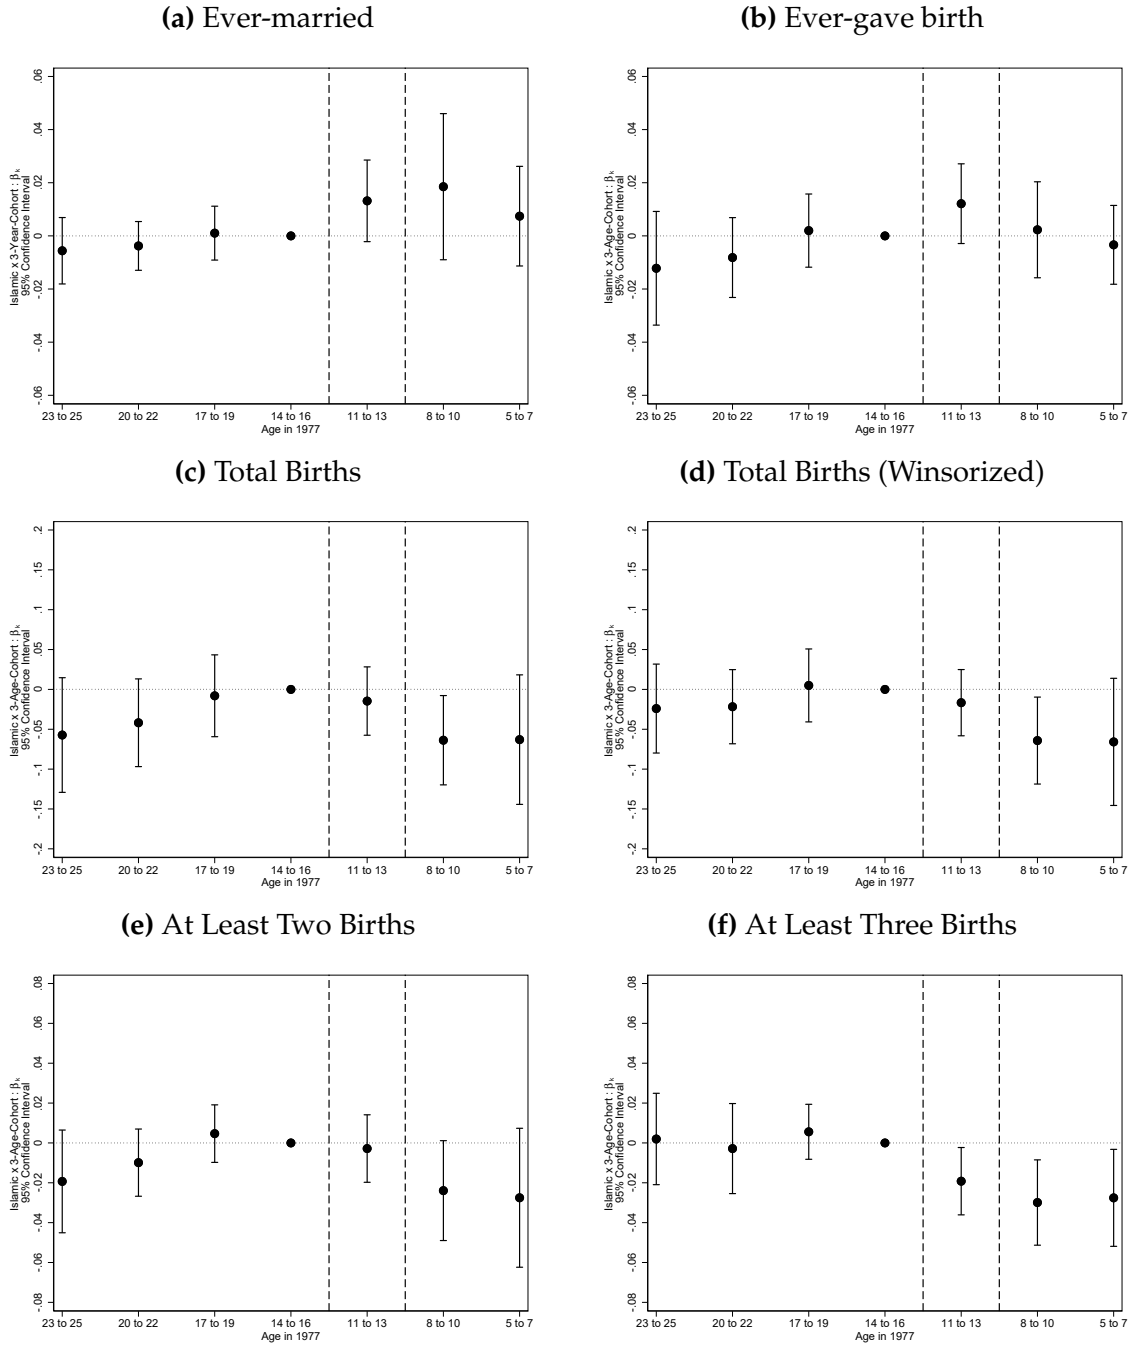 (a) Ever-married
Islamic x 3-Year-Cohort : βk
95% Confidence Interval
.06
.04
.02
0
-.02
-.04
-.06
23 to 25
20 to 22
17 to 19
14 to 16
11 to 13
8 to 10
5 to 7
Age in 1977
(b) Ever-gave birth
Islamic x 3-Age-Cohort : βk
95% Confidence Interval
.06
.04
.02
0
-.02
-.04
-.06
23 to 25
20 to 22
17 to 19
14 to 16
11 to 13
8 to 10
5 to 7
Age in 1977
(c) Total Births
Islamic x 3-Age-Cohort : βk
95% Confidence Interval
.2
.15
.1
.05
0
-.05
-.1
-.15
-.2
23 to 25
20 to 22
17 to 19
14 to 16
11 to 13
8 to 10
5 to 7
Age in 1977
(d) Total Births (Winsorized)
Islamic x 3-Age-Cohort : βk
95% Confidence Interval
.2
.15
.1
.05
0
-.05
-.1
-.15
-.2
23 to 25
20 to 22
17 to 19
14 to 16
11 to 13
8 to 10
5 to 7
Age in 1977
(e) At Least Two Births
Islamic x 3-Age-Cohort : βk
95% Confidence Interval
.08
.06
.04
.02
0
-.02
-.04
-.06
-.08
23 to 25
20 to 22
17 to 19
14 to 16
11 to 13
8 to 10
5 to 7
Age in 1977
(f) At Least Three Births
Islamic x 3-Age-Cohort : βk
95% Confidence Interval
.08
.06
.04
.02
0
-.02
-.04
-.06
-.08
23 to 25
20 to 22
17 to 19
14 to 16
11 to 13
8 to 10
5 to 7
Age in 1977